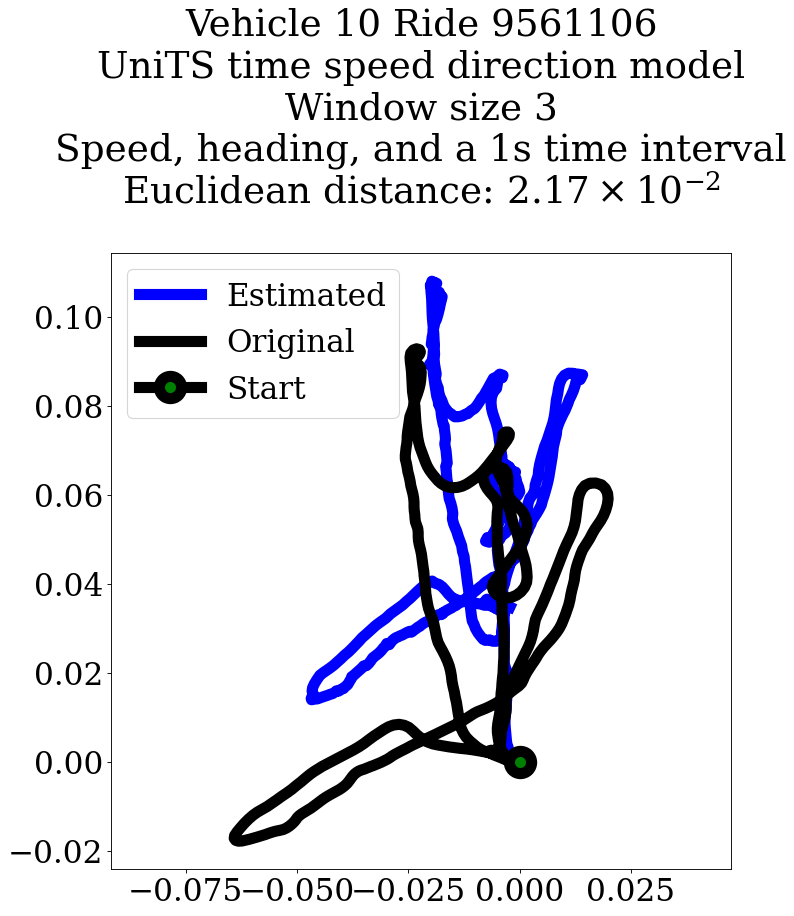 Vehicle 10 Ride 9561106
UniTS time speed direction model
Window size 3
Speed, heading, and a 1s time interval
Euclidean distance: 2.17 × 10⁻²
Estimated
Original
Start
0.10
0.08
0.06
0.04
0.02
0.00
−0.02
−0.075 −0.050 −0.025 0.000 0.025